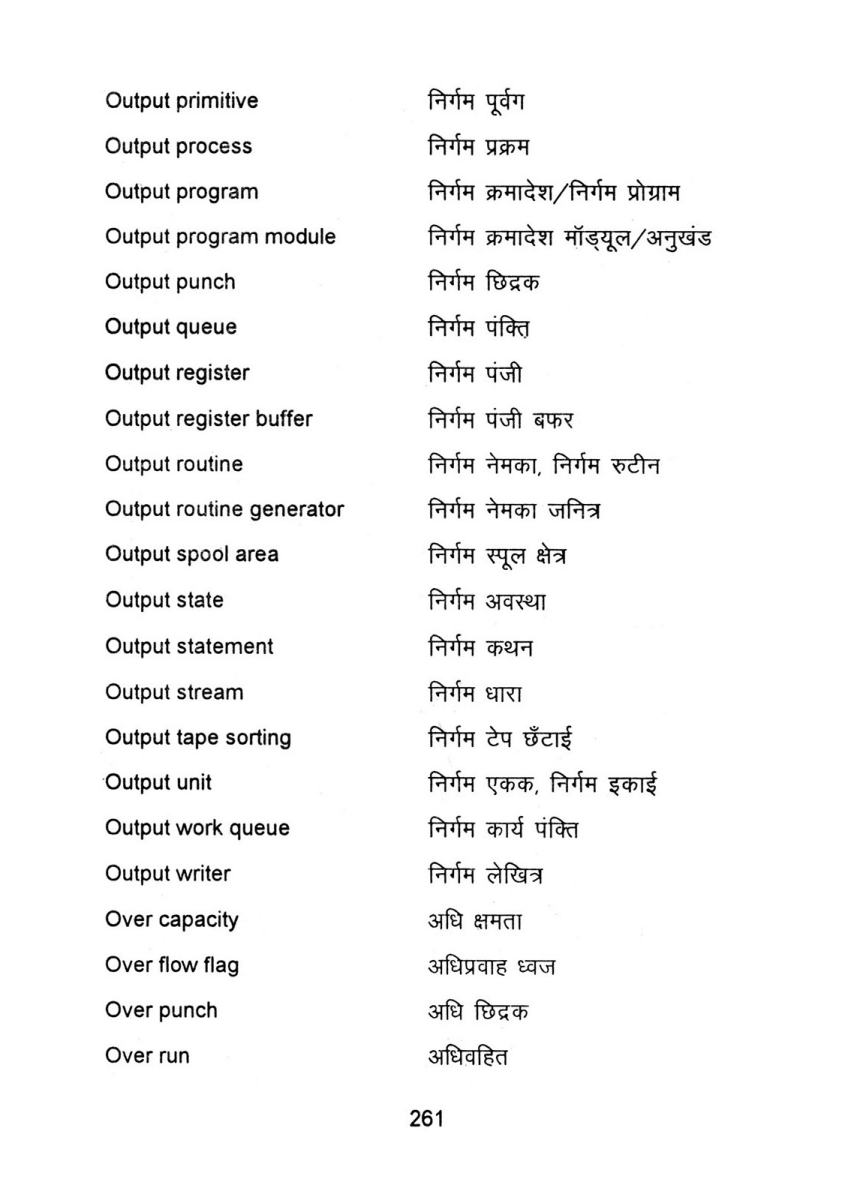 Output primitive निर्गम पूर्वग
Output process निर्गम प्रक्रम
Output program निर्गम क्रमादेश/निर्गम प्रोग्राम
Output program module निर्गम क्रमादेश मॉड्यूल/अनुखंड
Output punch निर्गम छिद्रक
Output queue निर्गम पंक्ति
Output register निर्गम पंजी
Output register buffer निर्गम पंजी बफर
Output routine निर्गम नेमका, निर्गम रुटीन
Output routine generator निर्गम नेमका जनित्र
Output spool area निर्गम स्पूल क्षेत्र
Output state निर्गम अवस्था
Output statement निर्गम कथन
Output stream निर्गम धारा
Output tape sorting निर्गम टेप छँटाई
Output unit निर्गम एकक, निर्गम इकाई
Output work queue निर्गम कार्य पंक्ति
Output writer निर्गम लेखित्र
Over capacity अधि क्षमता
Over flow flag अधिप्रवाह ध्वज
Over punch अधि छिद्रक
Over run अधिवहित
261